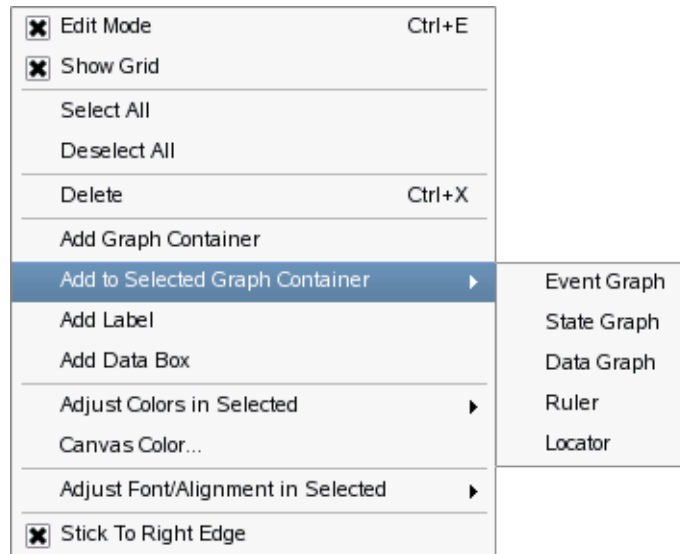 Edit Mode Ctrl+E
Show Grid
Select All
Deselect All
Delete Ctrl+X
Add Graph Container
Add to Selected Graph Container
Add Label
Add Data Box
Adjust Colors in Selected
Canvas Color...
Adjust Font/Alignment in Selected
Stick To Right Edge
Event Graph
State Graph
Data Graph
Ruler
Locator